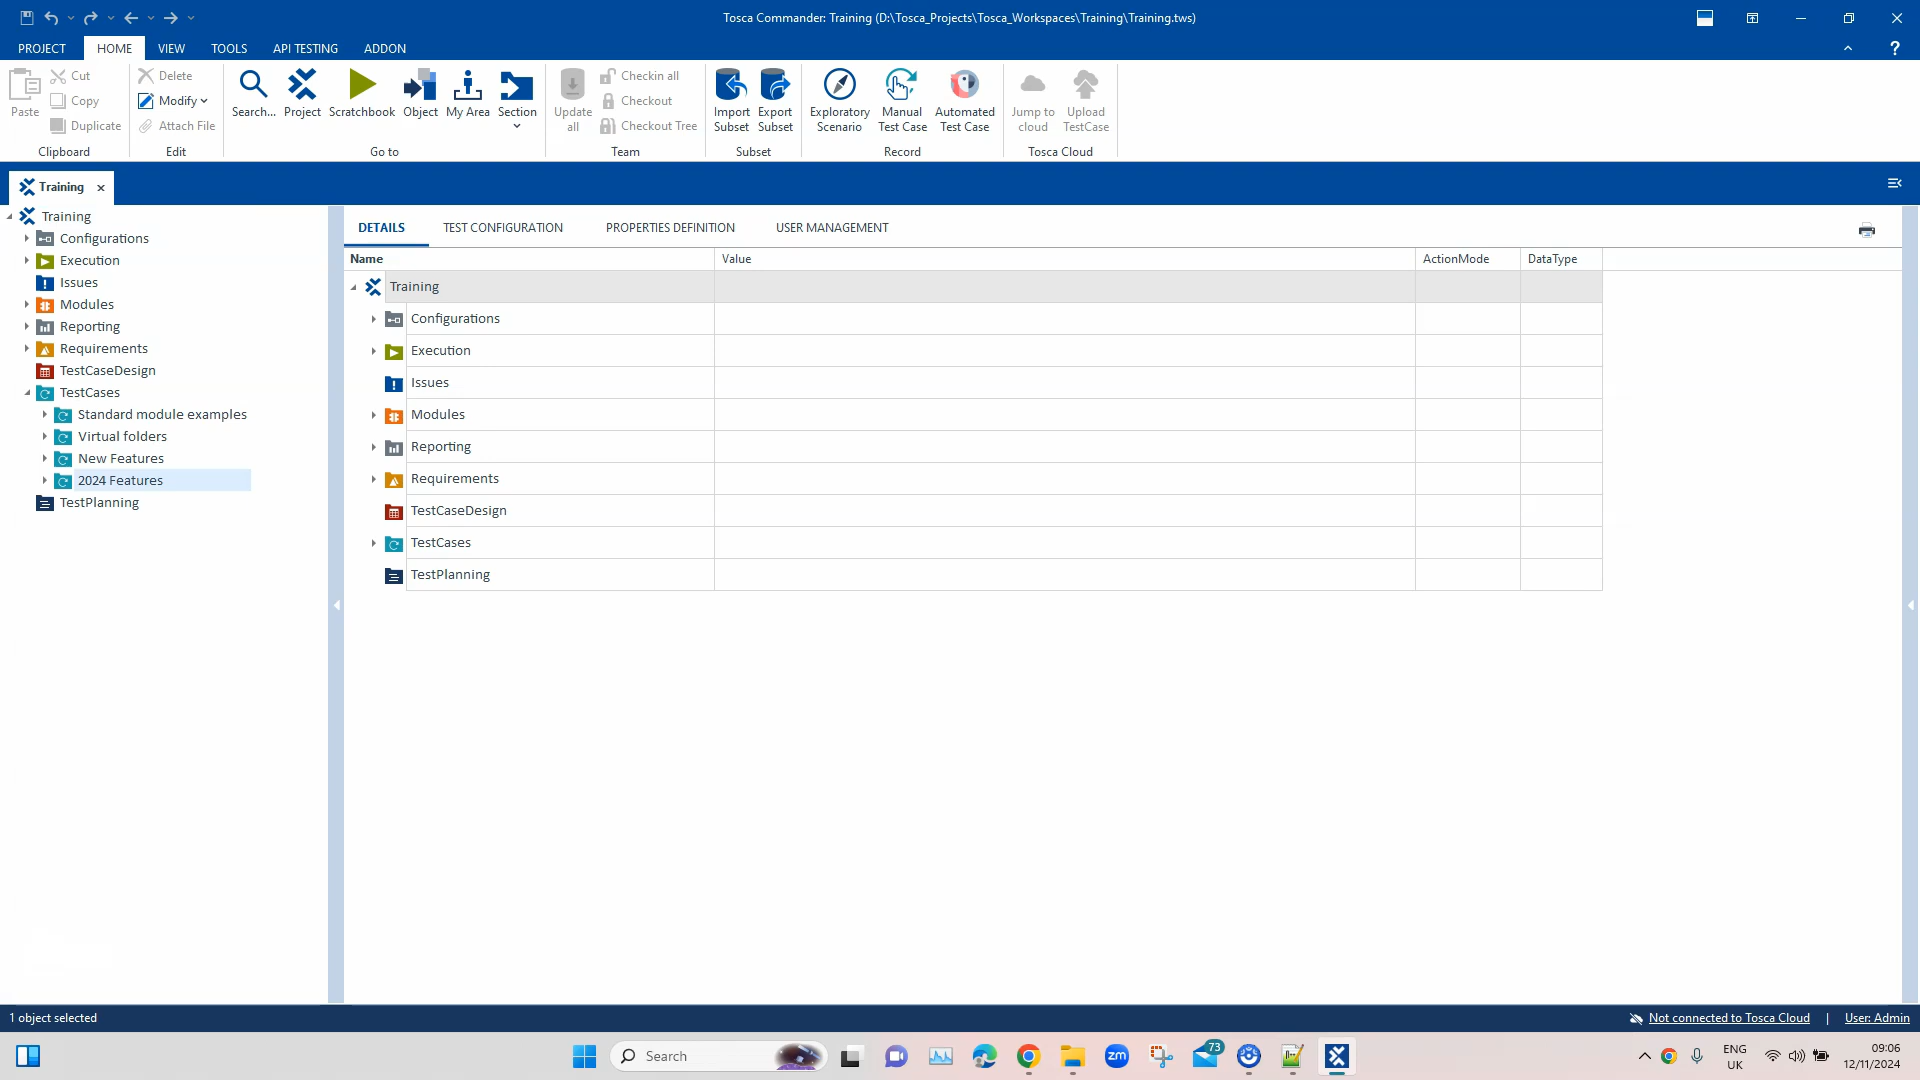 Tosca Commander: Training (D:\Tosca_Projects\Tosca_Workspaces\Training\Training.tws)
PROJECT HOME VIEW TOOLS API TESTING ADDON ?
Paste Cut Copy Duplicate
Clipboard
Delete Modify Attach File
Edit
Search... Project Scratchbook Object My Area Section
Go to
Update all Checkin all Checkout Checkout Tree
Team
Import Subset Export Subset
Subset
Exploratory Scenario Manual Test Case Automated Test Case
Record
Jump to cloud Upload TestCase
Tosca Cloud
Training
Training
Configurations
Execution
Issues
Modules
Reporting
Requirements
TestCaseDesign
TestCases
Standard module examples
Virtual folders
New Features
2024 Features
TestPlanning
DETAILS TEST CONFIGURATION PROPERTIES DEFINITION USER MANAGEMENT
Name Value ActionMode DataType
Training
Configurations
Execution
Issues
Modules
Reporting
Requirements
TestCaseDesign
TestCases
TestPlanning
1 object selected Not connected to Tosca Cloud | User: Admin
Search zm 73 ENG UK 09:06 12/11/2024